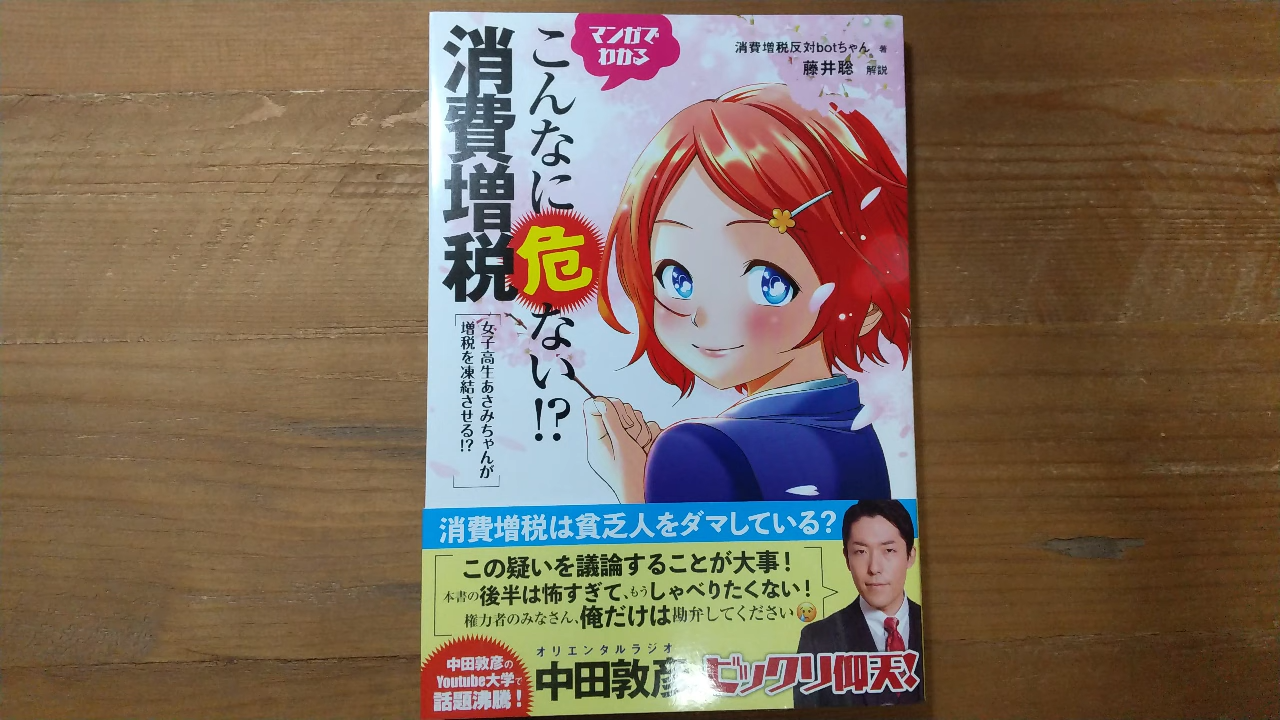 マンガで
わかる
こんなに危ない!?
消費増税
女子高生あさみちゃんが
増税を凍結させる!?
消費増税反対botちゃん 著
藤井聡 解説
消費増税は貧乏人をダマしている?
この疑いを議論することが大事!
本書の後半は怖すぎて、もうしゃべりたくない!
権力者のみなさん、俺だけは勘弁してください
中田敦彦の
Youtube大学で
話題沸騰!
オリエンタルラジオ
中田敦彦 ビックリ仰天!